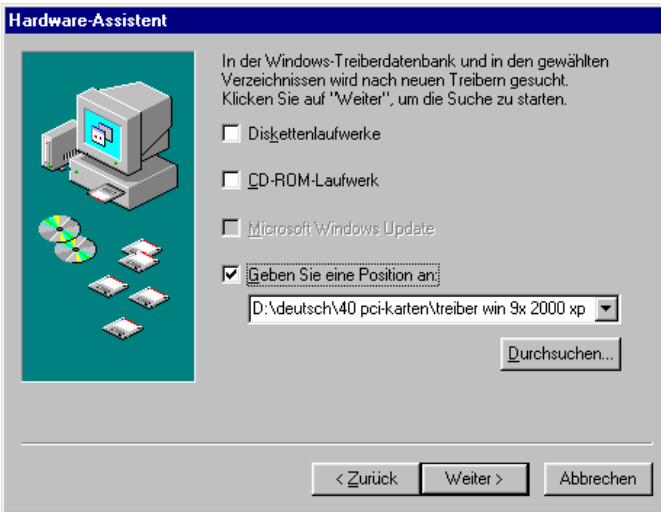 Hardware-Assistent
In der Windows-Treiberdatenbank und in den gewählten
Verzeichnissen wird nach neuen Treibern gesucht.
Klicken Sie auf "Weiter", um die Suche zu starten.
Diskettenlaufwerke
CD-ROM-Laufwerk
Microsoft Windows Update
Geben Sie eine Position an:
D:\deutsch\40 pci-karten\treiber win 9x 2000 xp
Durchsuchen...
< Zurück Weiter > Abbrechen